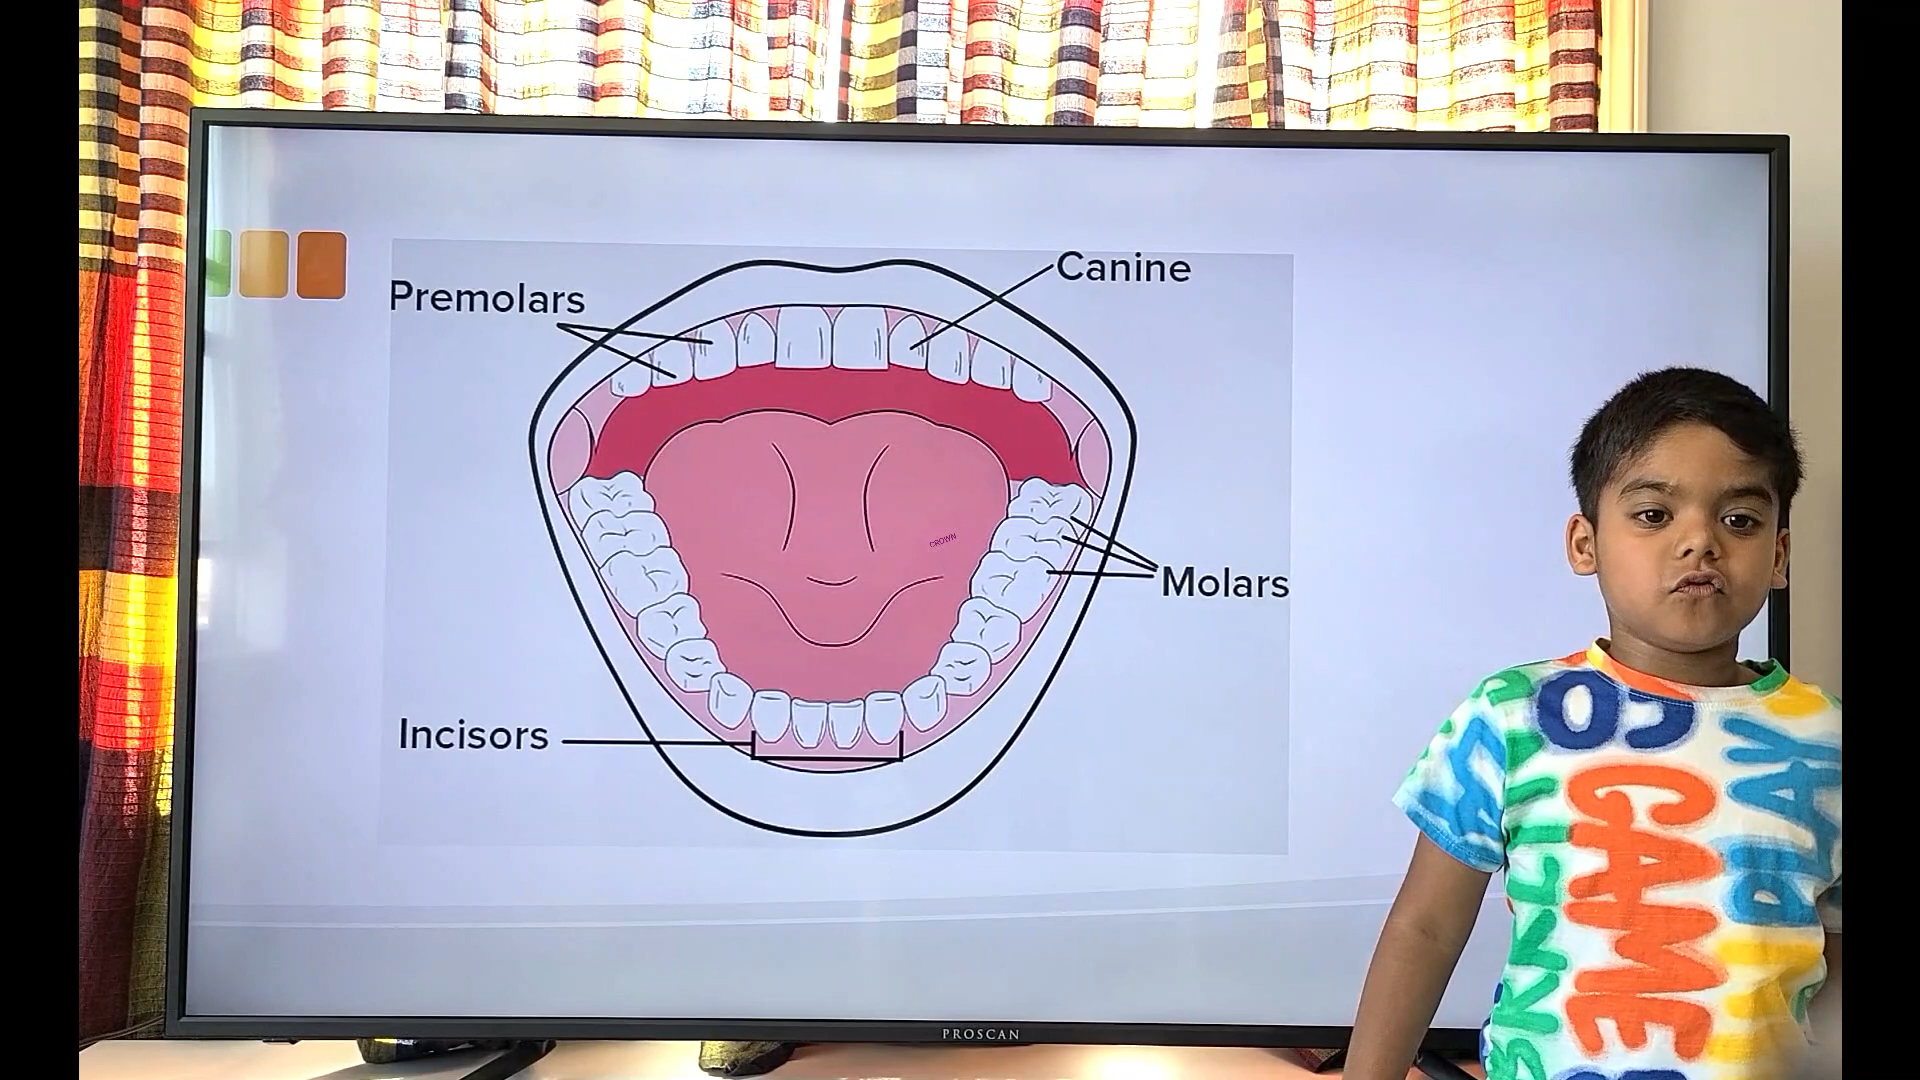 Canine
Premolars
CROWN
Molars
Incisors
PROSCAN
GAME
PLAY